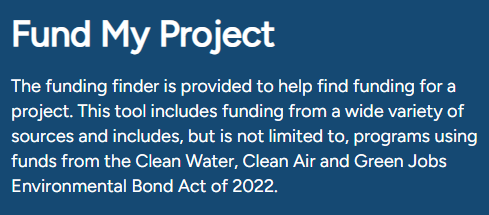 Fund My Project
The funding finder is provided to help find funding for a
project. This tool includes funding from a wide variety of
sources and includes, but is not limited to, programs using
funds from the Clean Water, Clean Air and Green Jobs
Environmental Bond Act of 2022.